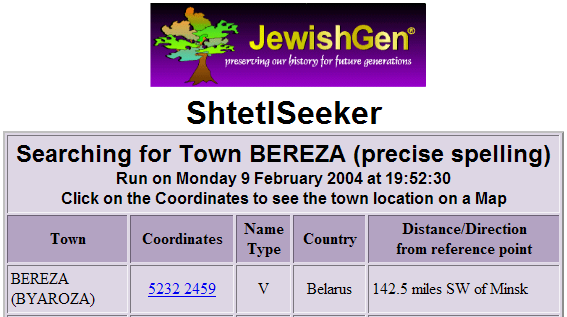 JewishGen®
preserving our history for future generations
ShtetlSeeker
Searching for Town BEREZA (precise spelling)
Run on Monday 9 February 2004 at 19:52:30
Click on the Coordinates to see the town location on a Map
Town Coordinates Name Type Country Distance/Direction from reference point
BEREZA (BYAROZA) 5232 2459 V Belarus 142.5 miles SW of Minsk